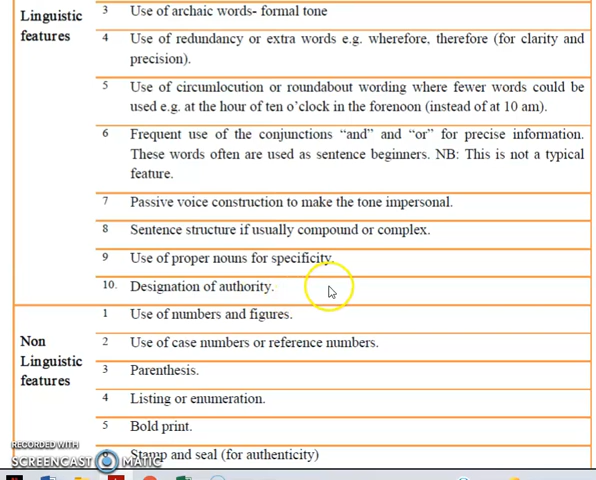 Linguistic
features
3 Use of archaic words- formal tone
4 Use of redundancy or extra words e.g. wherefore, therefore (for clarity and
precision).
5 Use of circumlocution or roundabout wording where fewer words could be
used e.g. at the hour of ten o’clock in the forenoon (instead of at 10 am).
6 Frequent use of the conjunctions “and” and “or” for precise information.
These words often are used as sentence beginners. NB: This is not a typical
feature.
7 Passive voice construction to make the tone impersonal.
8 Sentence structure if usually compound or complex.
9 Use of proper nouns for specificity.
10. Designation of authority.
Non
Linguistic
features
1 Use of numbers and figures.
2 Use of case numbers or reference numbers.
3 Parenthesis.
4 Listing or enumeration.
5 Bold print.
6 Stamp and seal (for authenticity)
RECORDED WITH
SCREENCAST MATIC